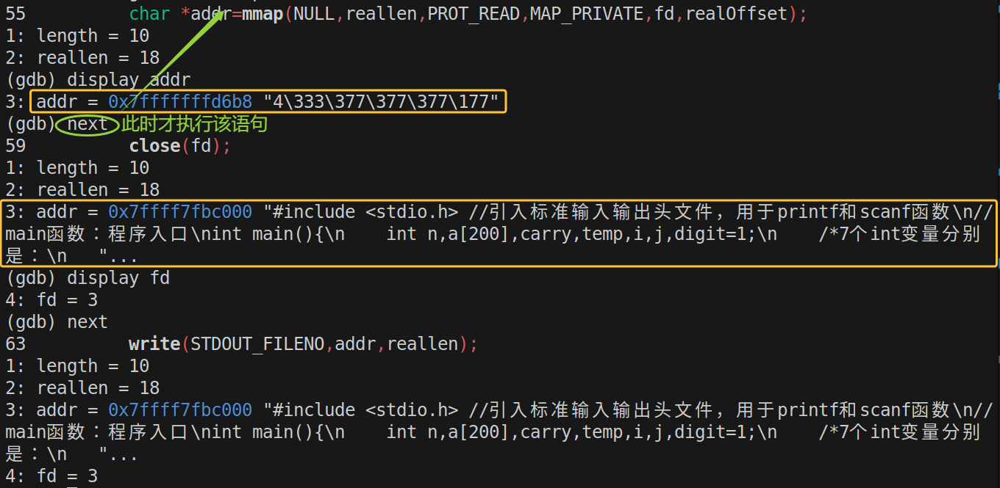 55          char *addr=mmap(NULL,reallen,PROT_READ,MAP_PRIVATE,fd,realOffset);
1: length = 10
2: reallen = 18
(gdb) display addr
3: addr = 0x7fffffffd6b8 "4\333\377\377\377\177"
(gdb) next 此时才执行该语句
59          close(fd);
1: length = 10
2: reallen = 18
3: addr = 0x7ffff7fbc000 "#include <stdio.h> //引入标准输入输出头文件，用于printf和scanf函数\n//
main函数：程序入口\nint main(){\n    int n,a[200],carry,temp,i,j,digit=1;\n    /*7个int变量分别
是：\n   "...
(gdb) display fd
4: fd = 3
(gdb) next
63          write(STDOUT_FILENO,addr,reallen);
1: length = 10
2: reallen = 18
3: addr = 0x7ffff7fbc000 "#include <stdio.h> //引入标准输入输出头文件，用于printf和scanf函数\n//
main函数：程序入口\nint main(){\n    int n,a[200],carry,temp,i,j,digit=1;\n    /*7个int变量分别
是：\n   "...
4: fd = 3